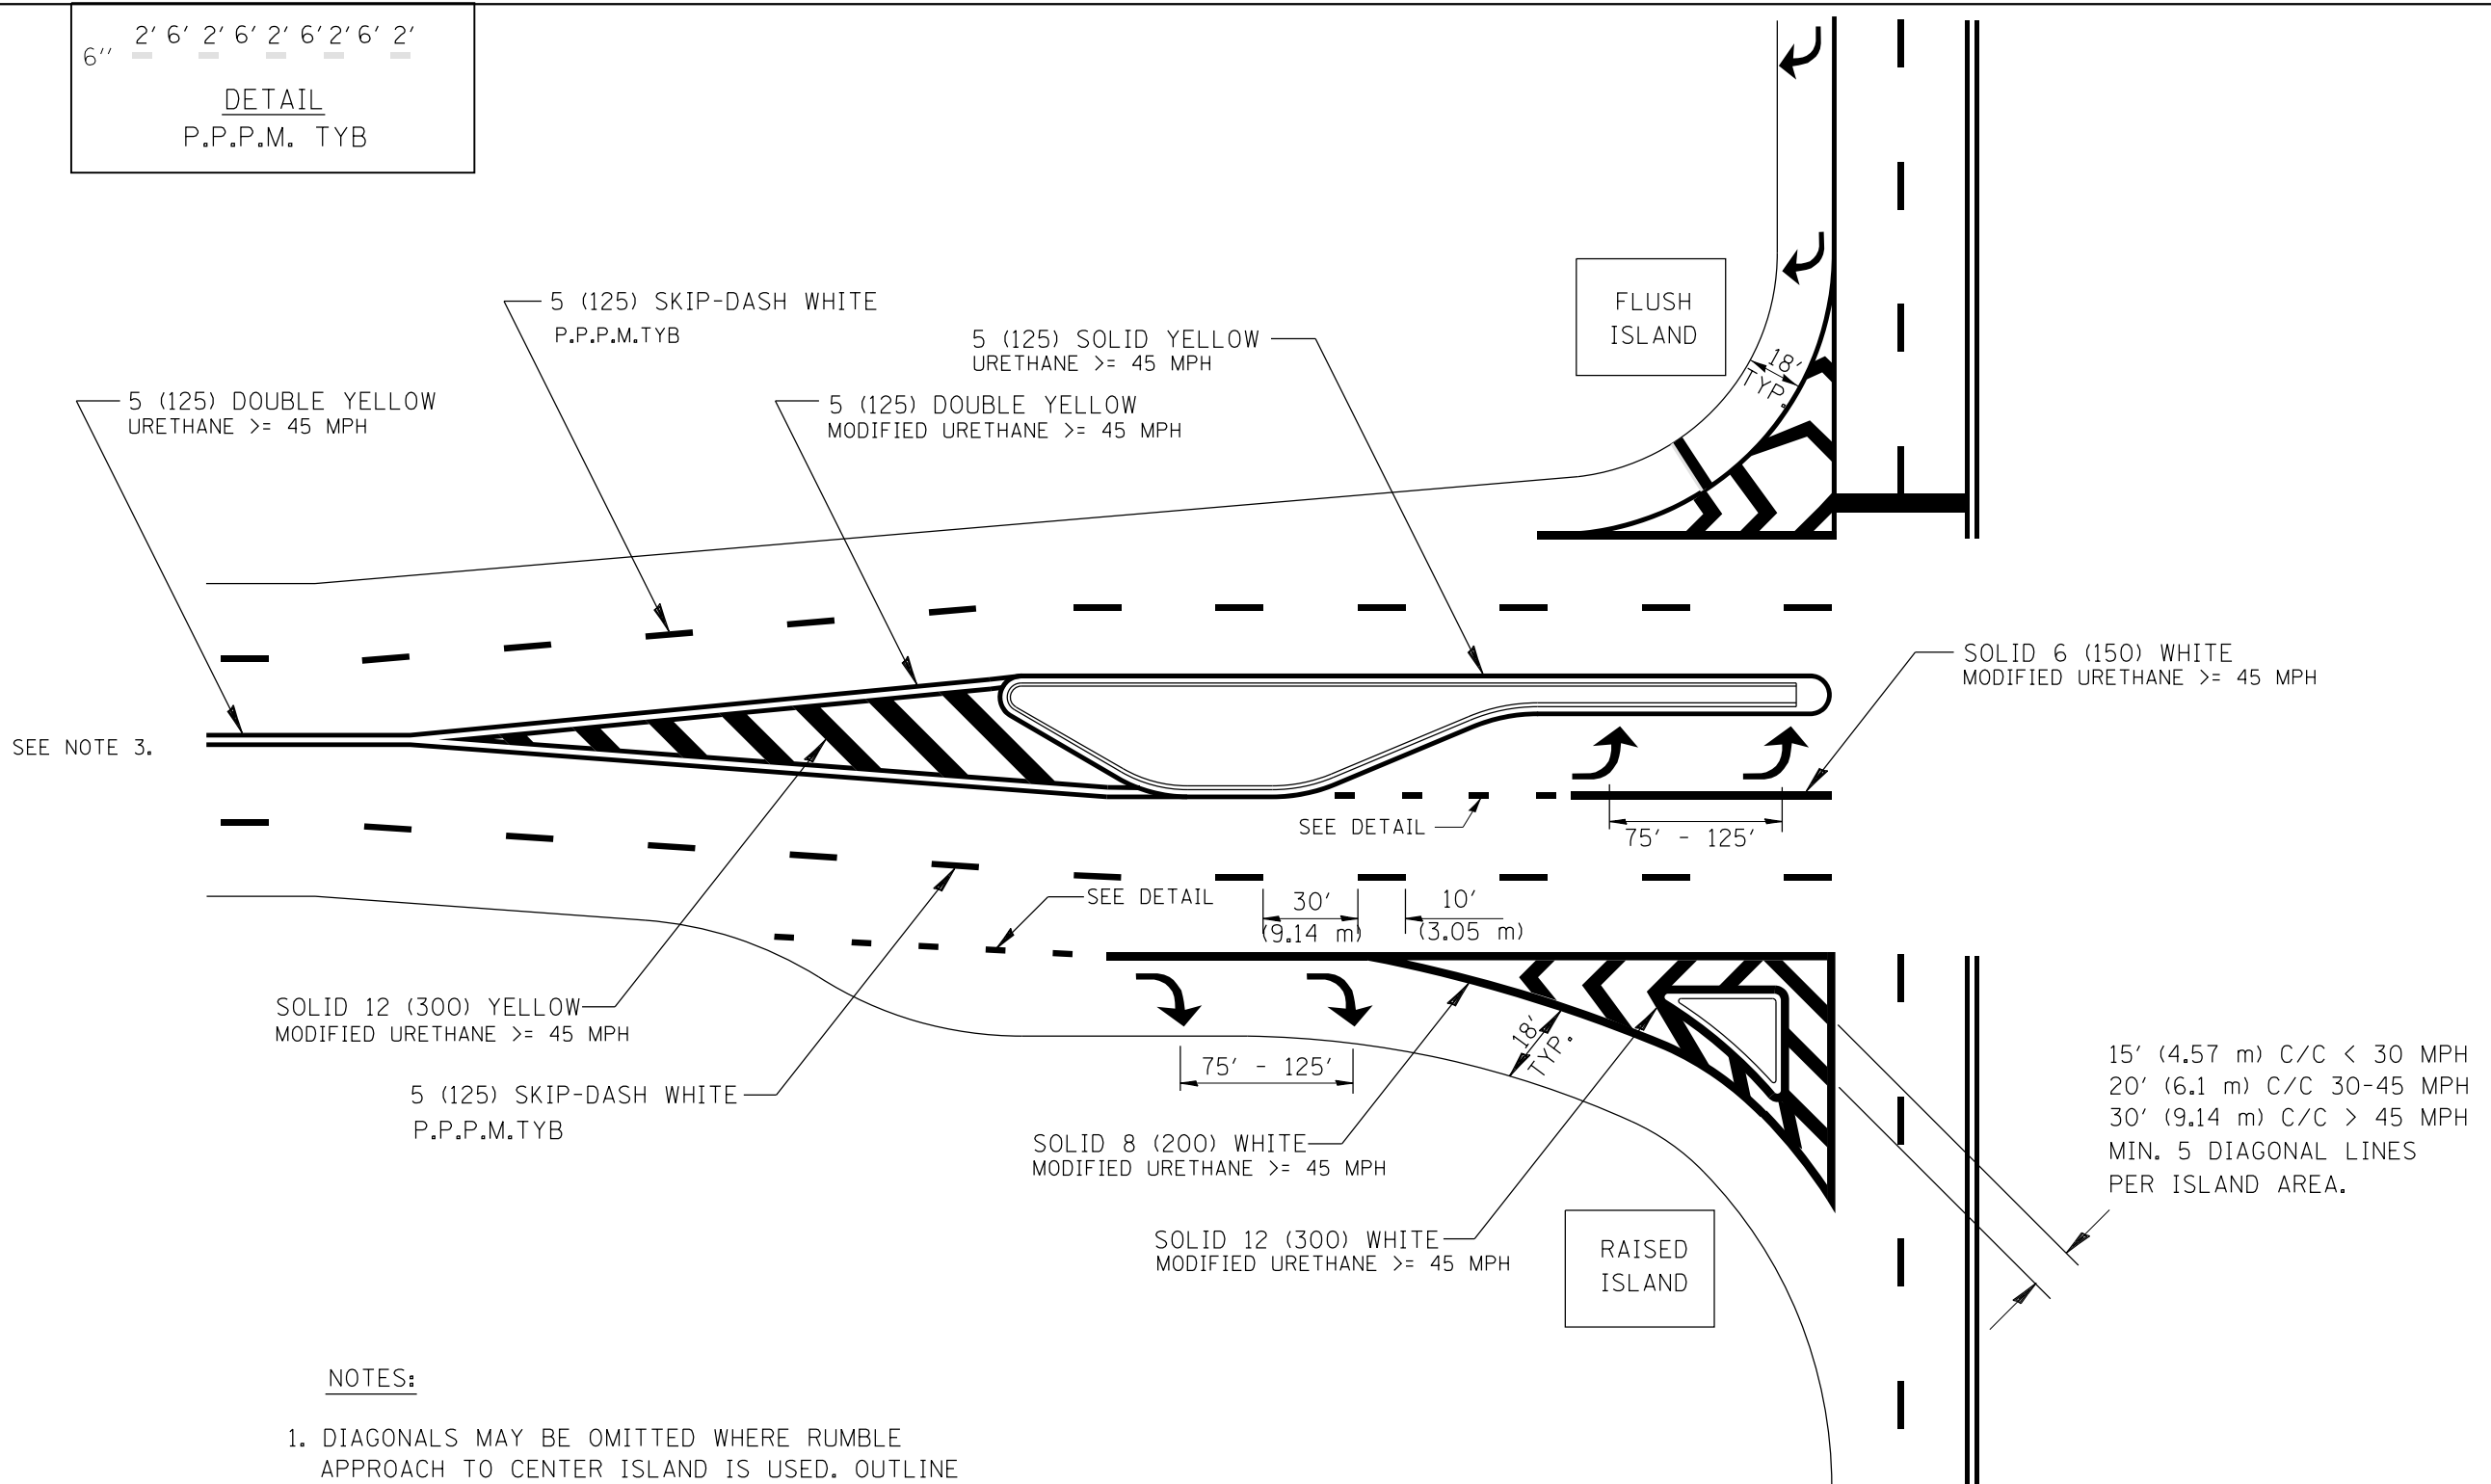 2′ 6′ 2′ 6′ 2′ 6′ 2′ 6′ 2′
6′′
DETAIL
P.P.P.M. TYB
5 (125) SKIP-DASH WHITE
P.P.P.M.TYB
5 (125) SOLID YELLOW
URETHANE >= 45 MPH
FLUSH
ISLAND
18′
TYP.
5 (125) DOUBLE YELLOW
URETHANE >= 45 MPH
5 (125) DOUBLE YELLOW
MODIFIED URETHANE >= 45 MPH
SOLID 6 (150) WHITE
MODIFIED URETHANE >= 45 MPH
SEE NOTE 3.
SEE DETAIL
75′ - 125′
SEE DETAIL
30′
(9.14 m)
10′
(3.05 m)
SOLID 12 (300) YELLOW
MODIFIED URETHANE >= 45 MPH
18′
TYP.
75′ - 125′
15′ (4.57 m) C/C < 30 MPH
20′ (6.1 m) C/C 30-45 MPH
30′ (9.14 m) C/C > 45 MPH
MIN. 5 DIAGONAL LINES
PER ISLAND AREA.
5 (125) SKIP-DASH WHITE
P.P.P.M.TYB
SOLID 8 (200) WHITE
MODIFIED URETHANE >= 45 MPH
SOLID 12 (300) WHITE
MODIFIED URETHANE >= 45 MPH
RAISED
ISLAND
NOTES:
1. DIAGONALS MAY BE OMITTED WHERE RUMBLE
APPROACH TO CENTER ISLAND IS USED. OUTLINE